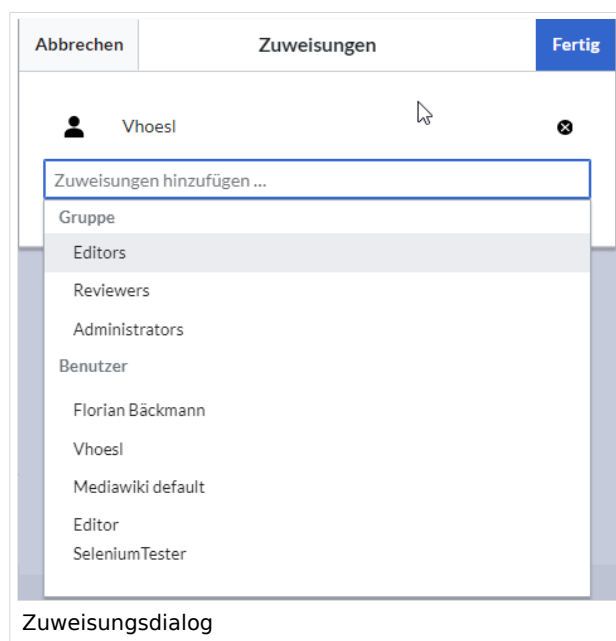 Abbrechen Zuweisungen Fertig
Vhoesl
Zuweisungen hinzufügen ...
Gruppe
Editors
Reviewers
Administrators
Benutzer
Florian Bäckmann
Vhoesl
Mediawiki default
Editor
SeleniumTester
Zuweisungsdialog